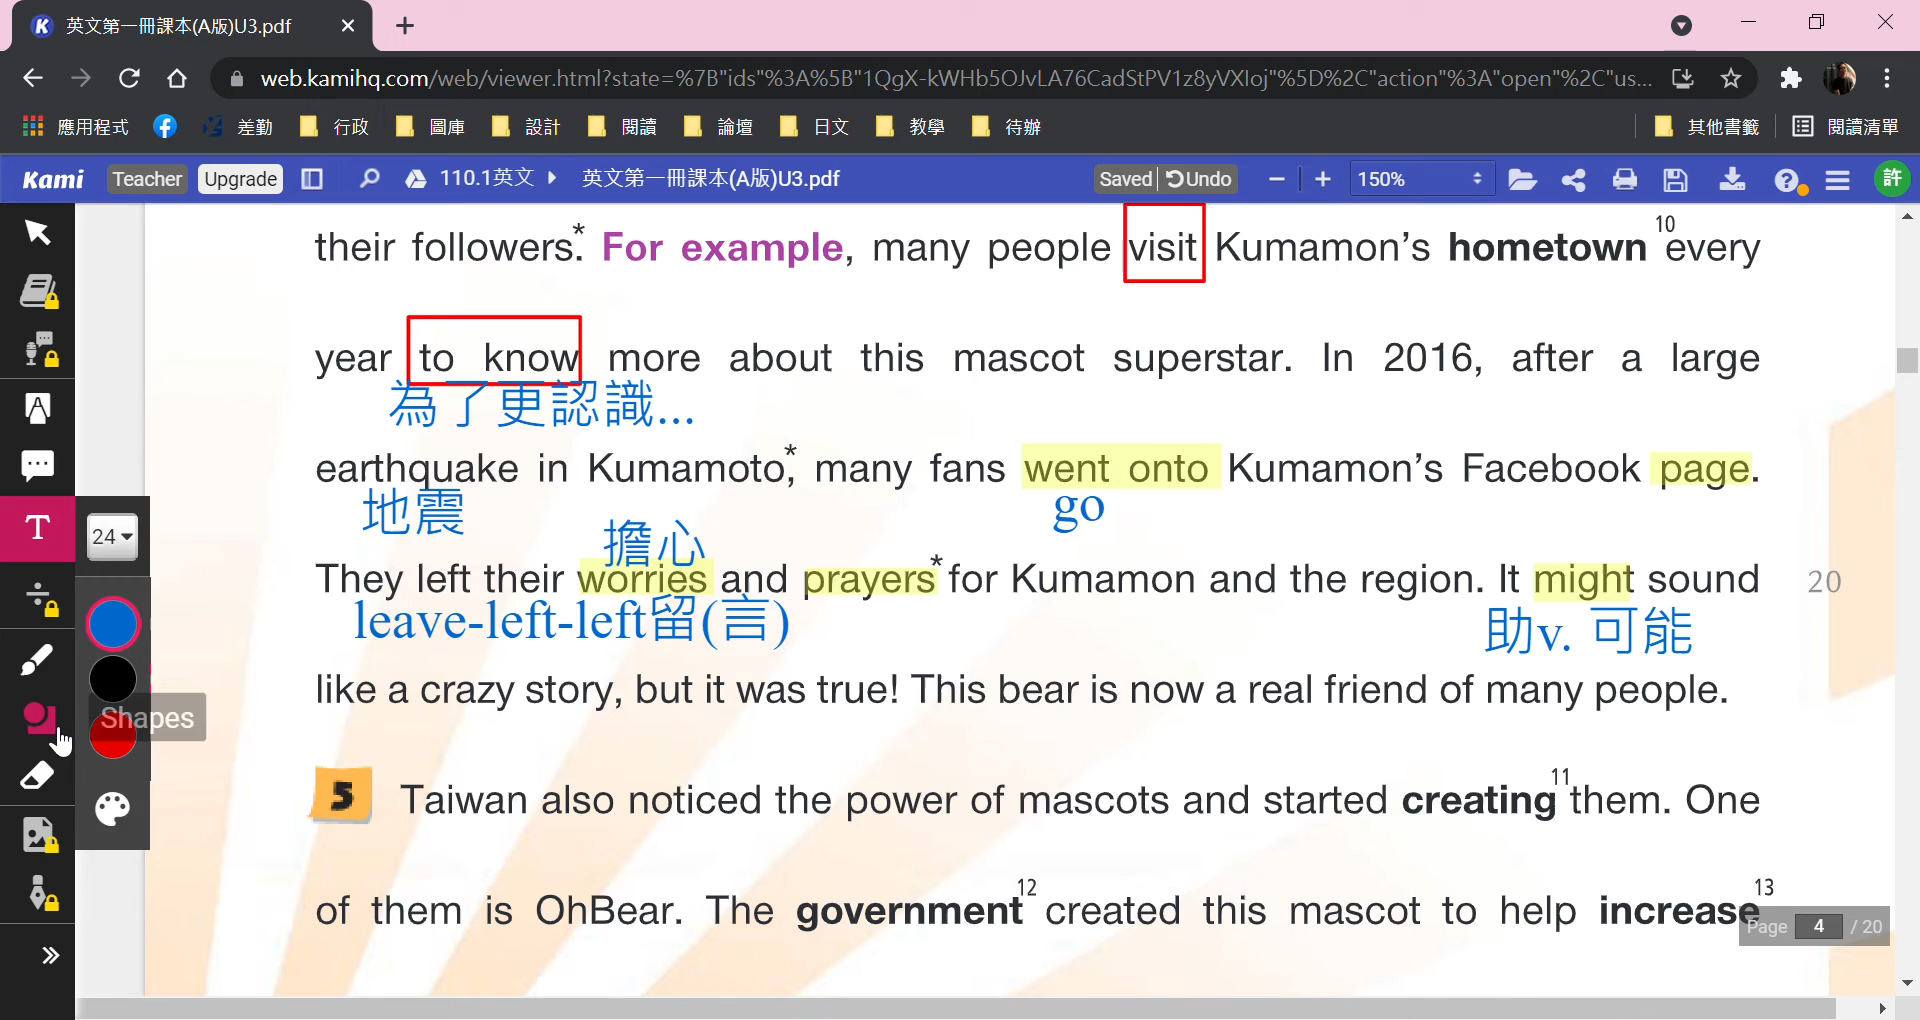 英文第一冊課本(A版)U3.pdf
web.kamihq.com/web/viewer.html?state=%7B"ids"%3A%5B"1QgX-kWHb5OJvLA76CadStPV1z8yVXloj"%5D%2C"action"%3A"open"%2C"us...
應用程式 差勤 行政 圖庫 設計 閱讀 論壇 日文 教學 待辦 其他書籤 閱讀清單
Kami Teacher Upgrade 110.1英文 英文第一冊課本(A版)U3.pdf Saved Undo 150% 許
their followers.* For example, many people visit Kumamon's hometown 10 every
year to know more about this mascot superstar. In 2016, after a large
為了更認識...
earthquake in Kumamoto,* many fans went onto Kumamon's Facebook page.
地震 go
擔心
They left their worries and prayers* for Kumamon and the region. It might sound 20
leave-left-left留(言) 助v. 可能
like a crazy story, but it was true! This bear is now a real friend of many people.
5 Taiwan also noticed the power of mascots and started creating 11 them. One
of them is OhBear. The government 12 created this mascot to help increase 13
T 24
Shapes
Page 4 / 20